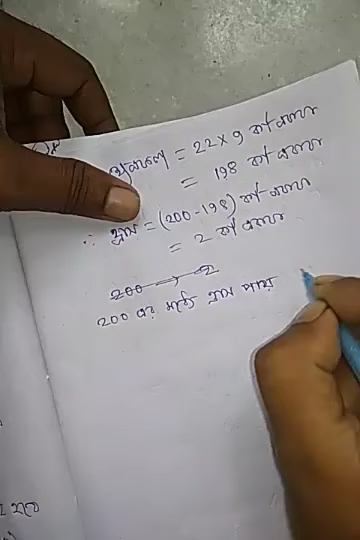 = 22 × 9 বর্গ একক
= 198 বর্গ একক
∴ হ্রাস = (200 - 198) বর্গ একক
= 2 বর্গ একক
200 → 2
200 এর মধ্যে হ্রাস পায়